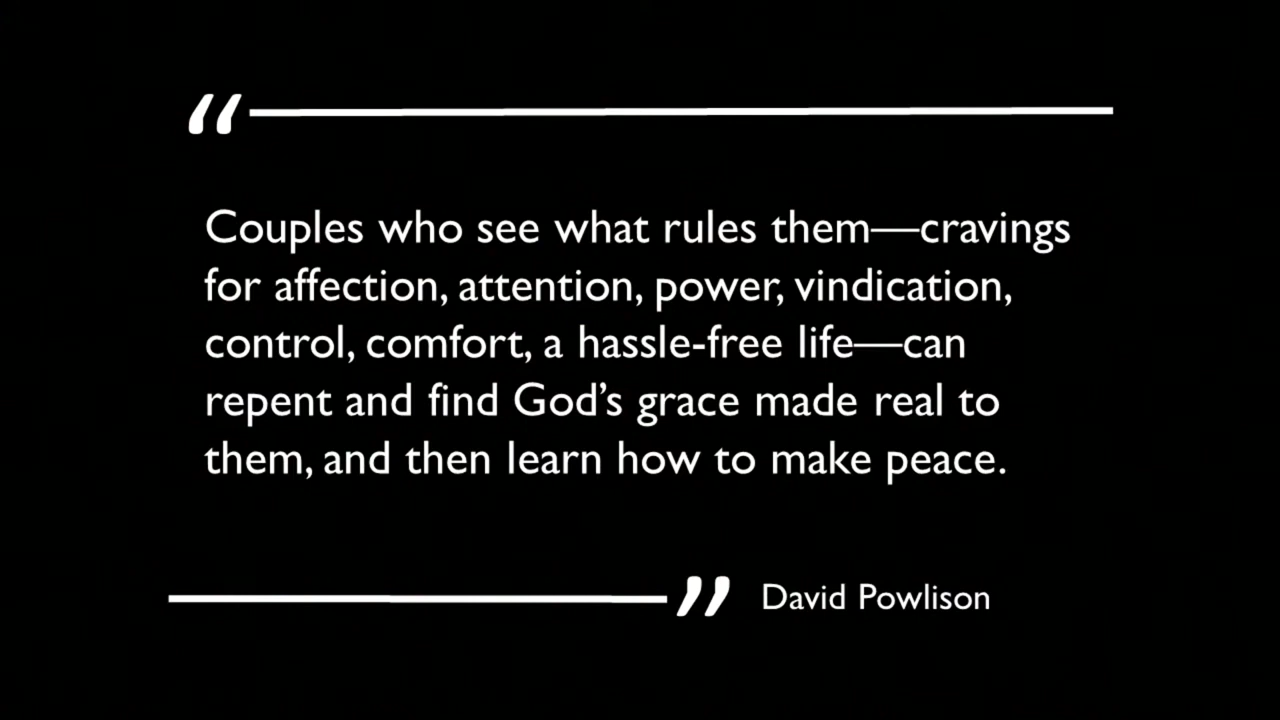 “
Couples who see what rules them—cravings
for affection, attention, power, vindication,
control, comfort, a hassle-free life—can
repent and find God’s grace made real to
them, and then learn how to make peace.
” David Powlison